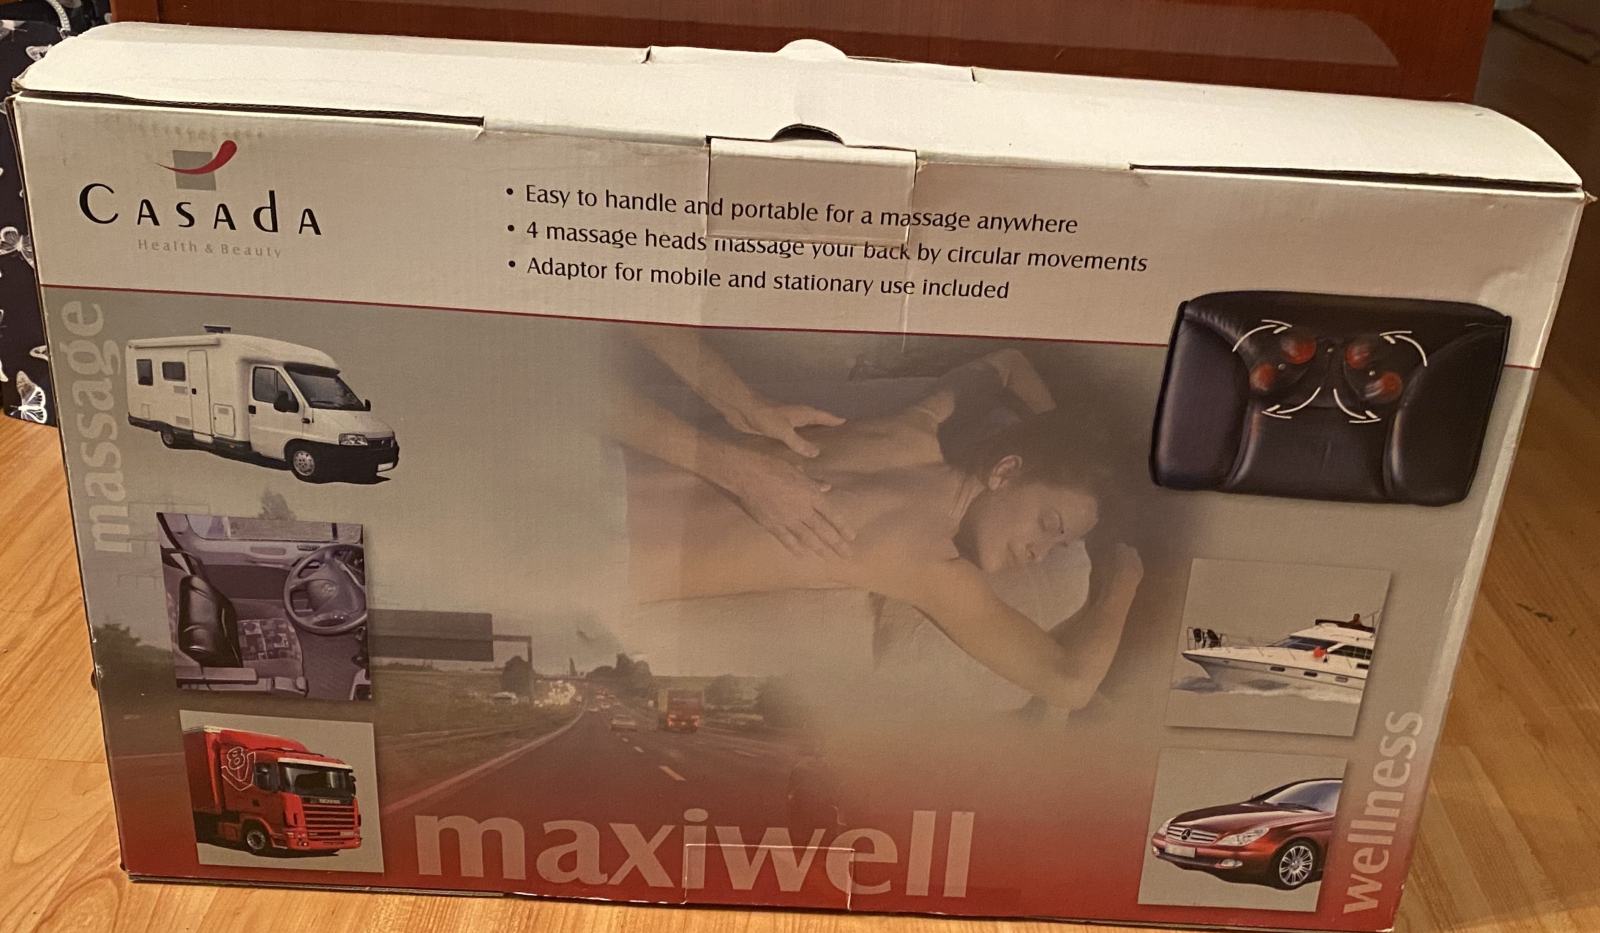 CASAdA
Health & Beauty
• Easy to handle and portable for a massage anywhere
• 4 massage heads massage your back by circular movements
• Adaptor for mobile and stationary use included
massage
maxiwell
wellness